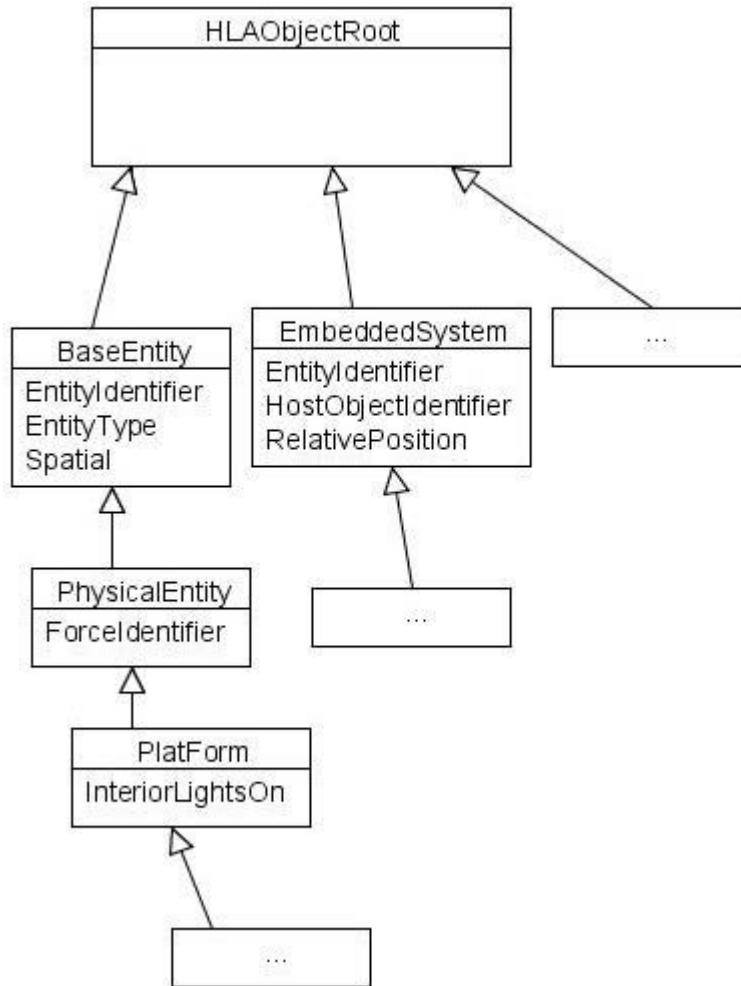 HLAObjectRoot
BaseEntity
EntityIdentifier
EntityType
Spatial
EmbeddedSystem
EntityIdentifier
HostObjectIdentifier
RelativePosition
...
PhysicalEntity
ForceIdentifier
...
PlatForm
InteriorLightsOn
...